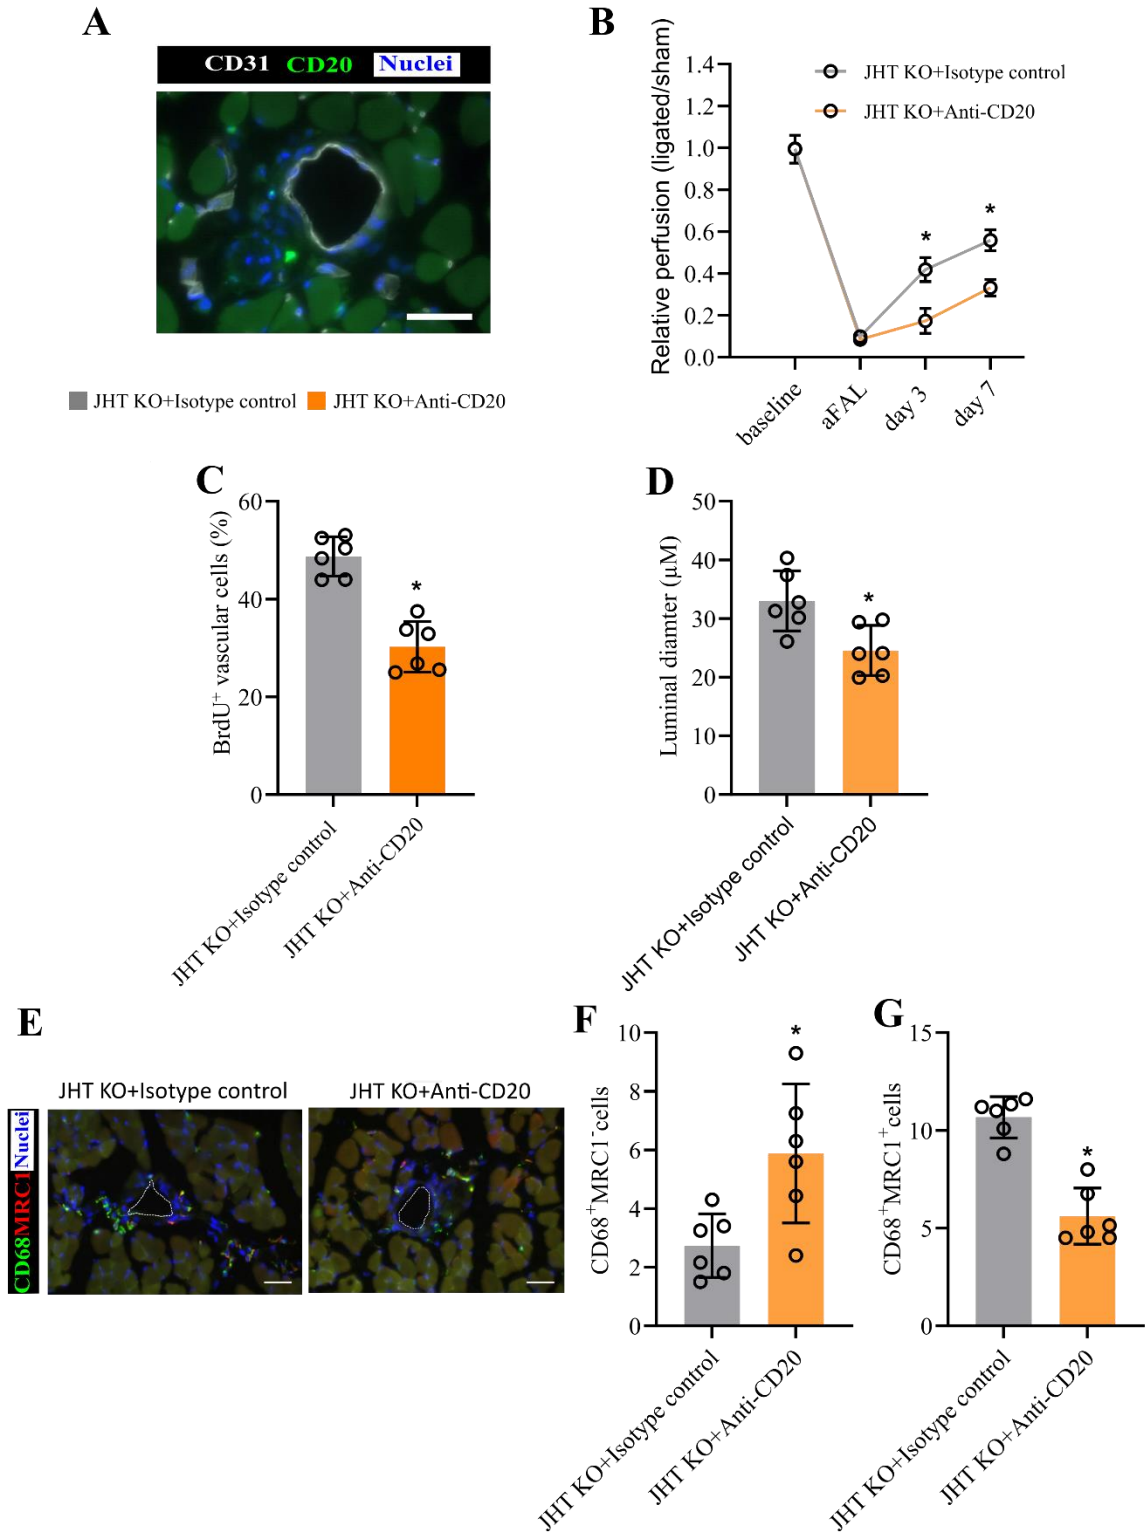 A
CD31 CD20 Nuclei
B
Relative perfusion (ligated/sham)
1.4
1.2
1.0
0.8
0.6
0.4
0.2
0.0
JHT KO+Isotype control
JHT KO+Anti-CD20
*
*
baseline
aFAL
day 3
day 7
JHT KO+Isotype control JHT KO+Anti-CD20
C
BrdU⁺ vascular cells (%)
60
40
20
0
*
JHT KO+Isotype control
JHT KO+Anti-CD20
D
Luminal diamter (µM)
50
40
30
20
10
0
*
JHT KO+Isotype control
JHT KO+Anti-CD20
E
JHT KO+Isotype control
JHT KO+Anti-CD20
CD68MRC1Nuclei
F
CD68⁺MRC1⁻cells
10
8
6
4
2
0
*
JHT KO+Isotype control
JHT KO+Anti-CD20
G
CD68⁺MRC1⁺cells
15
10
5
0
*
JHT KO+Isotype control
JHT KO+Anti-CD20